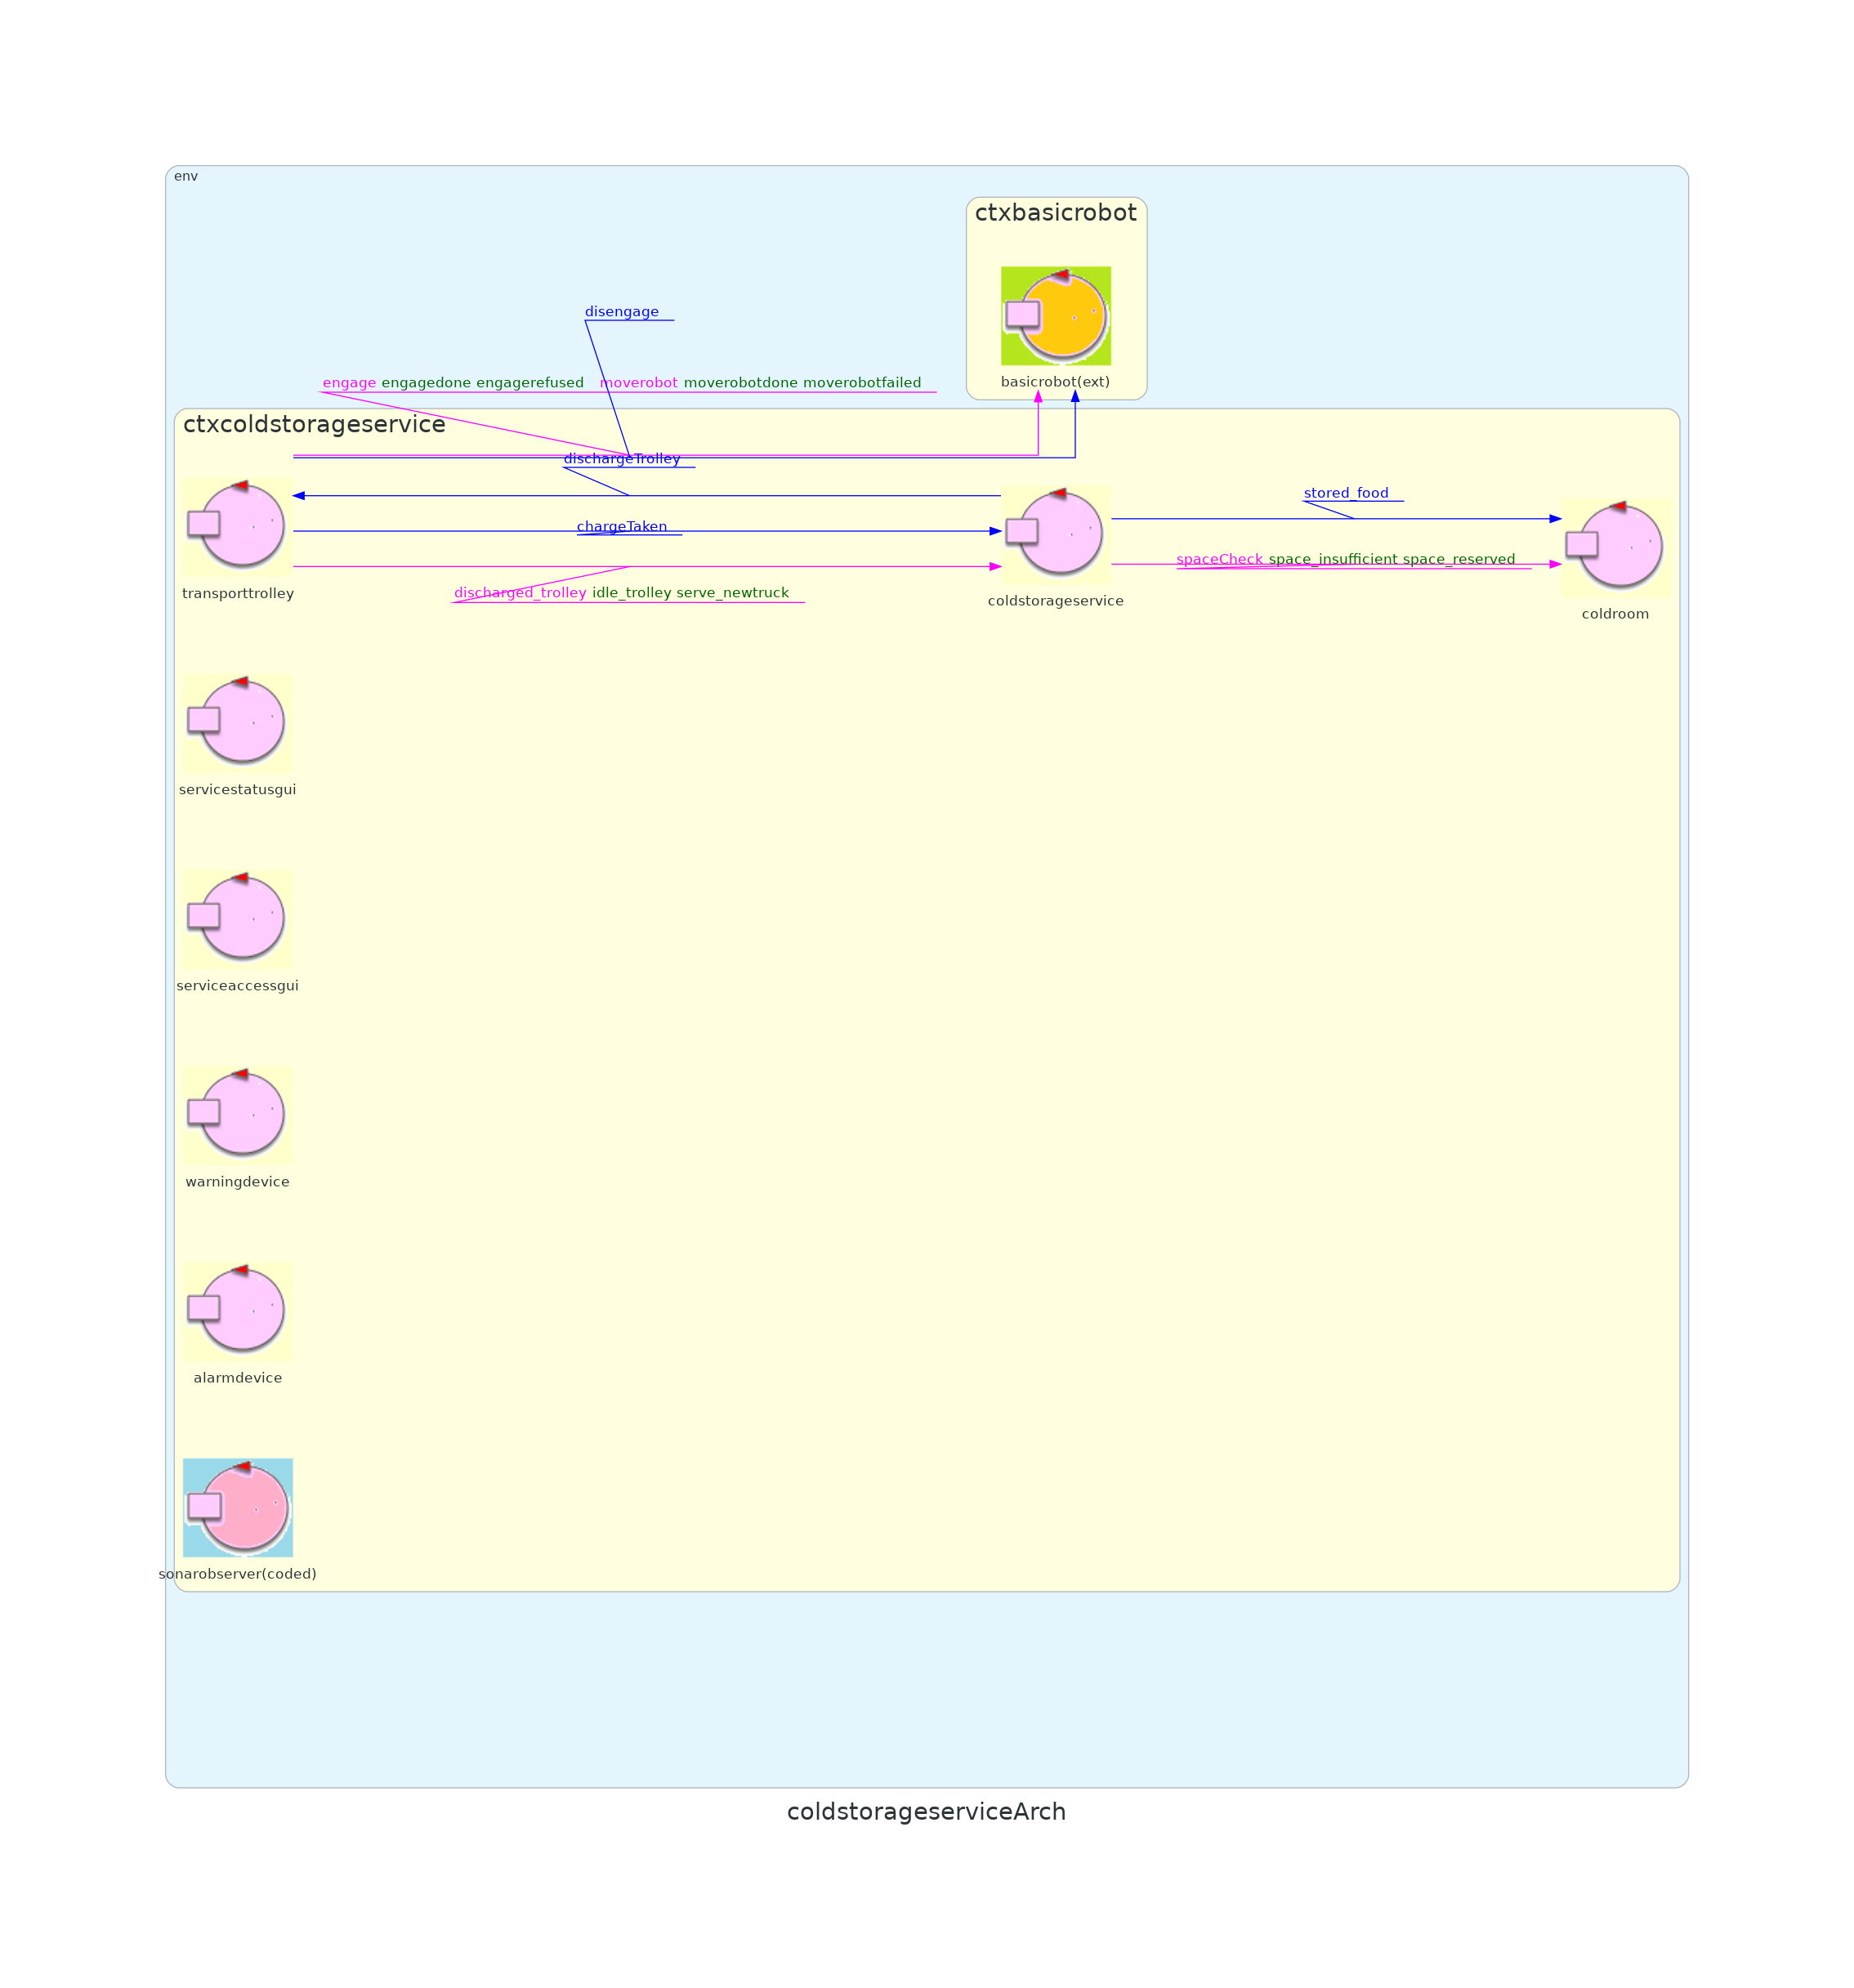 env
ctxbasicrobot
basicrobot(ext)
disengage
engage engagedone engagerefused moverobot moverobotdone moverobotfailed
ctxcoldstorageservice
dischargeTrolley
chargeTaken
discharged_trolley idle_trolley serve_newtruck
stored_food
spaceCheck space_insufficient space_reserved
transporttrolley
coldstorageservice
coldroom
servicestatusgui
serviceaccessgui
warningdevice
alarmdevice
sonarobserver(coded)
coldstorageserviceArch